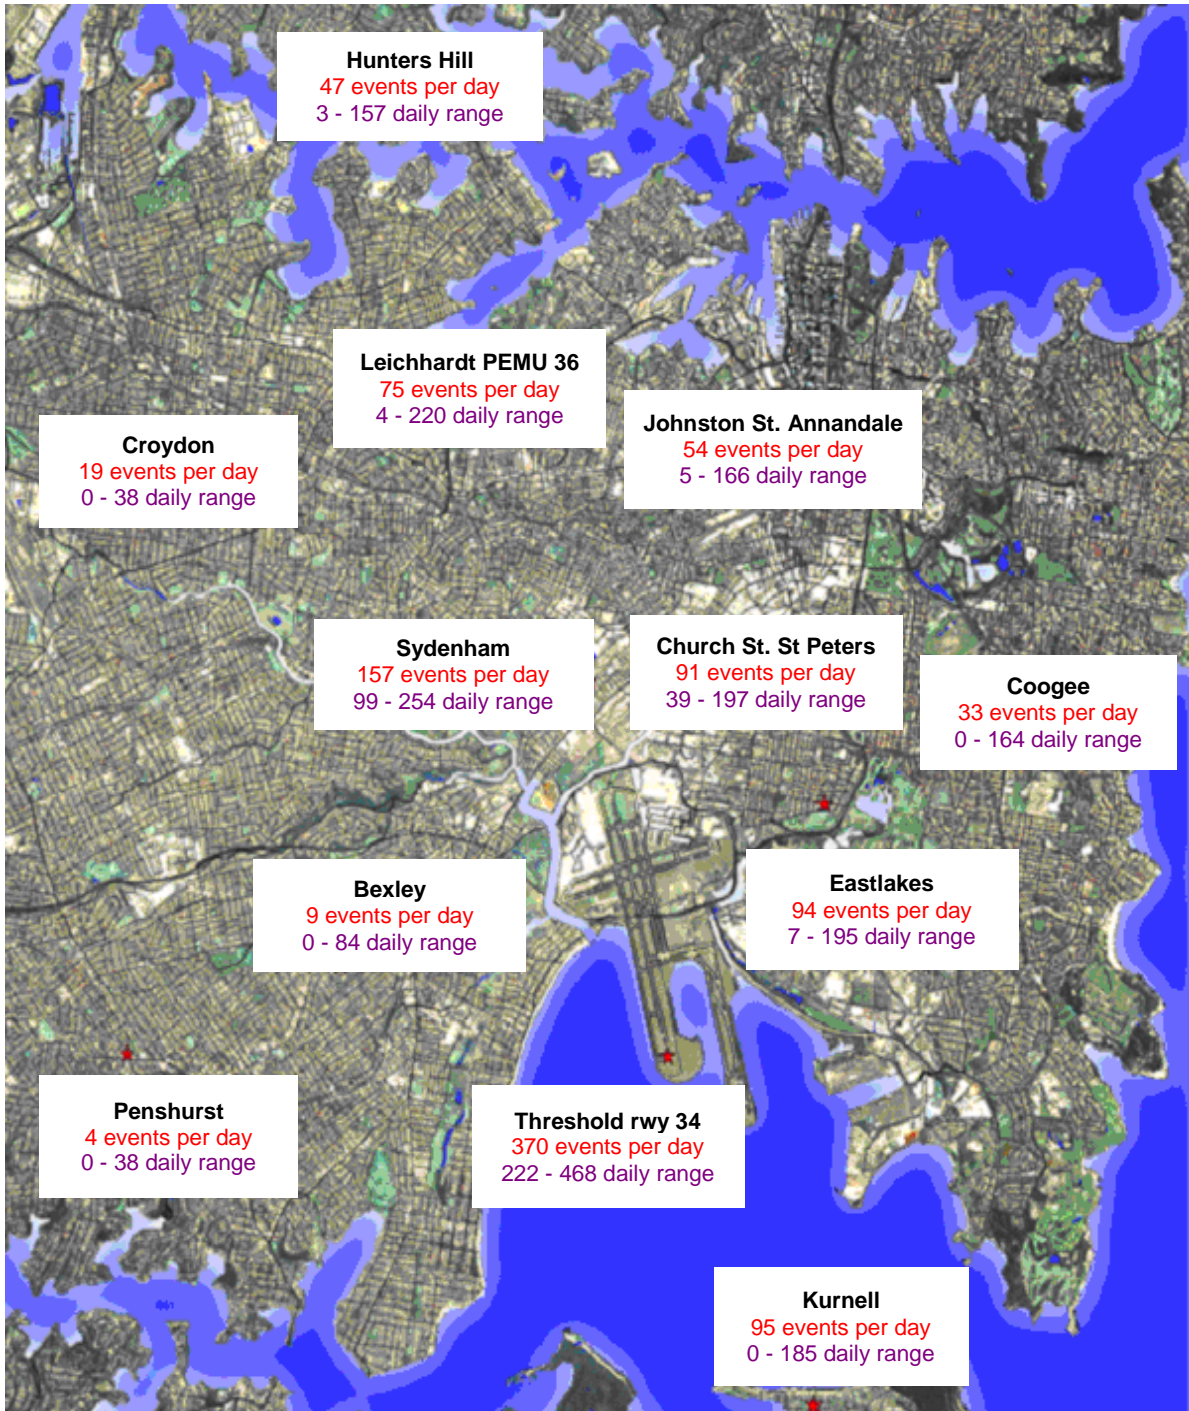 Hunters Hill
47 events per day
3 - 157 daily range
Leichhardt PEMU 36
75 events per day
4 - 220 daily range
Johnston St. Annandale
54 events per day
5 - 166 daily range
Croydon
19 events per day
0 - 38 daily range
Sydenham
157 events per day
99 - 254 daily range
Church St. St Peters
91 events per day
39 - 197 daily range
Coogee
33 events per day
0 - 164 daily range
Bexley
9 events per day
0 - 84 daily range
Eastlakes
94 events per day
7 - 195 daily range
Penshurst
4 events per day
0 - 38 daily range
Threshold rwy 34
370 events per day
222 - 468 daily range
Kurnell
95 events per day
0 - 185 daily range